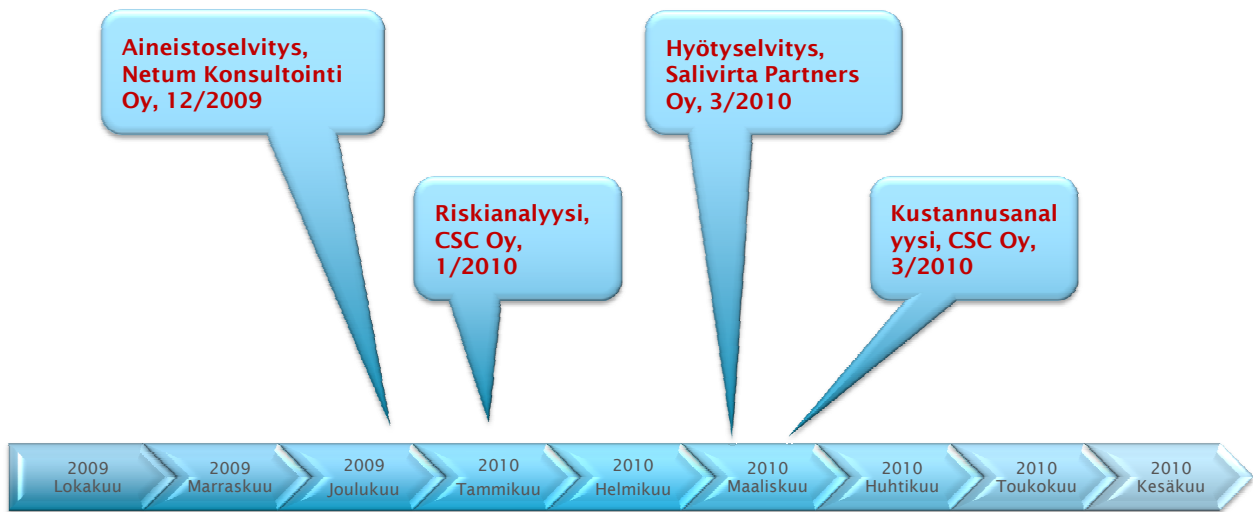 Aineistoselvitys,
Netum Konsultointi
Oy, 12/2009
Hyötyselvitys,
Salivirta Partners
Oy, 3/2010
Riskianalyysi,
CSC Oy,
1/2010
Kustannusanal
yysi, CSC Oy,
3/2010
2009
Lokakuu
2009
Marraskuu
2009
Joulukuu
2010
Tammikuu
2010
Helmikuu
2010
Maaliskuu
2010
Huhtikuu
2010
Toukokuu
2010
Kesäkuu